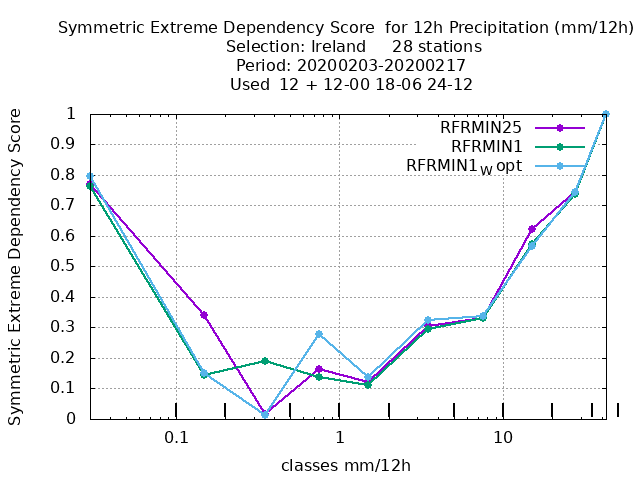 Symmetric Extreme Dependency Score  for 12h Precipitation (mm/12h)
Selection: Ireland     28 stations
Period: 20200203-20200217
Used  12 + 12-00 18-06 24-12
RFRMIN25
RFRMIN1
RFRMIN1W opt
Symmetric Extreme Dependency Score
1
0.9
0.8
0.7
0.6
0.5
0.4
0.3
0.2
0.1
0
0.1 1 10
classes mm/12h